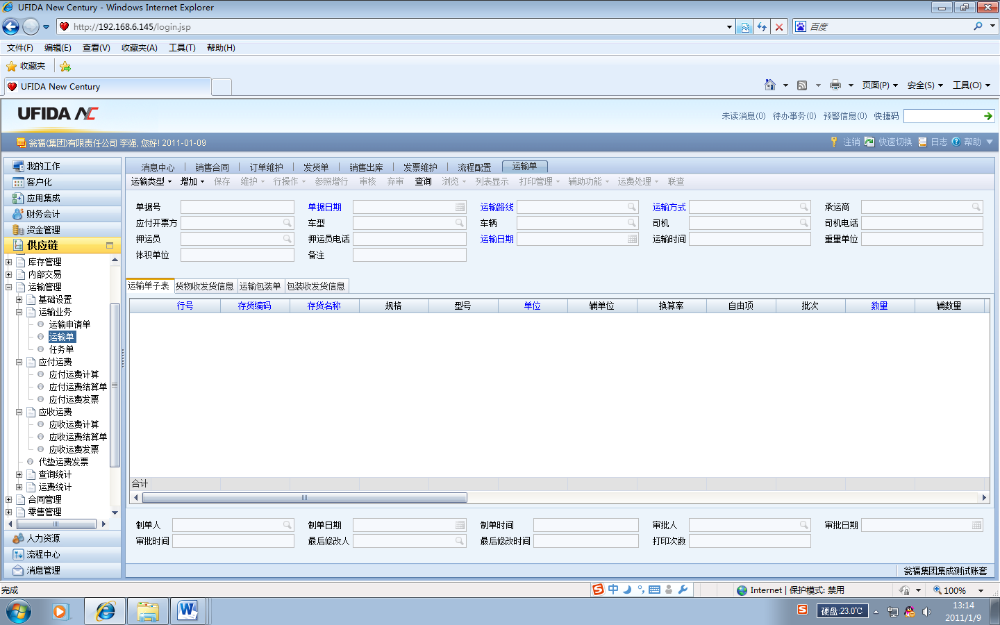 UFIDA New Century - Windows Internet Explorer
http://192.168.6.145/login.jsp
百度
文件(F) 编辑(E) 查看(V) 收藏夹(A) 工具(T) 帮助(H)
收藏夹
UFIDA New Century
页面(P) 安全(S) 工具(O)
UFIDA NC
未读消息(0) 待办事务(0) 预警信息(0) 快捷码
瓮福(集团)有限责任公司 李强, 您好! 2011-01-09
注销 快速切换 日志 帮助
我的工作
客户化
应用集成
财务会计
资金管理
供应链
库存管理
内部交易
运输管理
基础设置
运输业务
运输申请单
运输单
任务单
应付运费
应付运费计算
应付运费结算单
应付运费发票
应收运费
应收运费计算
应收运费结算单
应收运费发票
代垫运费发票
查询统计
运费统计
合同管理
零售管理
人力资源
流程中心
消息管理
消息中心 销售合同 订单维护 发货单 销售出库 发票维护 流程配置 运输单
运输类型 增加 保存 维护 行操作 参照增行 审核 弃审 查询 浏览 列表显示 打印管理 辅助功能 运费处理 联查
单据号 单据日期 运输路线 运输方式 承运商
应付开票方 车型 车辆 司机 司机电话
押运员 押运员电话 运输日期 运输时间 重量单位
体积单位 备注
运输单子表 货物收发货信息 运输包装单 包装收发货信息
行号 存货编码 存货名称 规格 型号 单位 辅单位 换算率 自由项 批次 数量 辅数量
合计
制单人 制单日期 制单时间 审批人 审批日期
审批时间 最后修改人 最后修改时间 打印次数
瓮福集团集成测试账套
完成
中
Internet | 保护模式: 禁用
100%
硬盘:23.0℃
13:14
2011/1/9